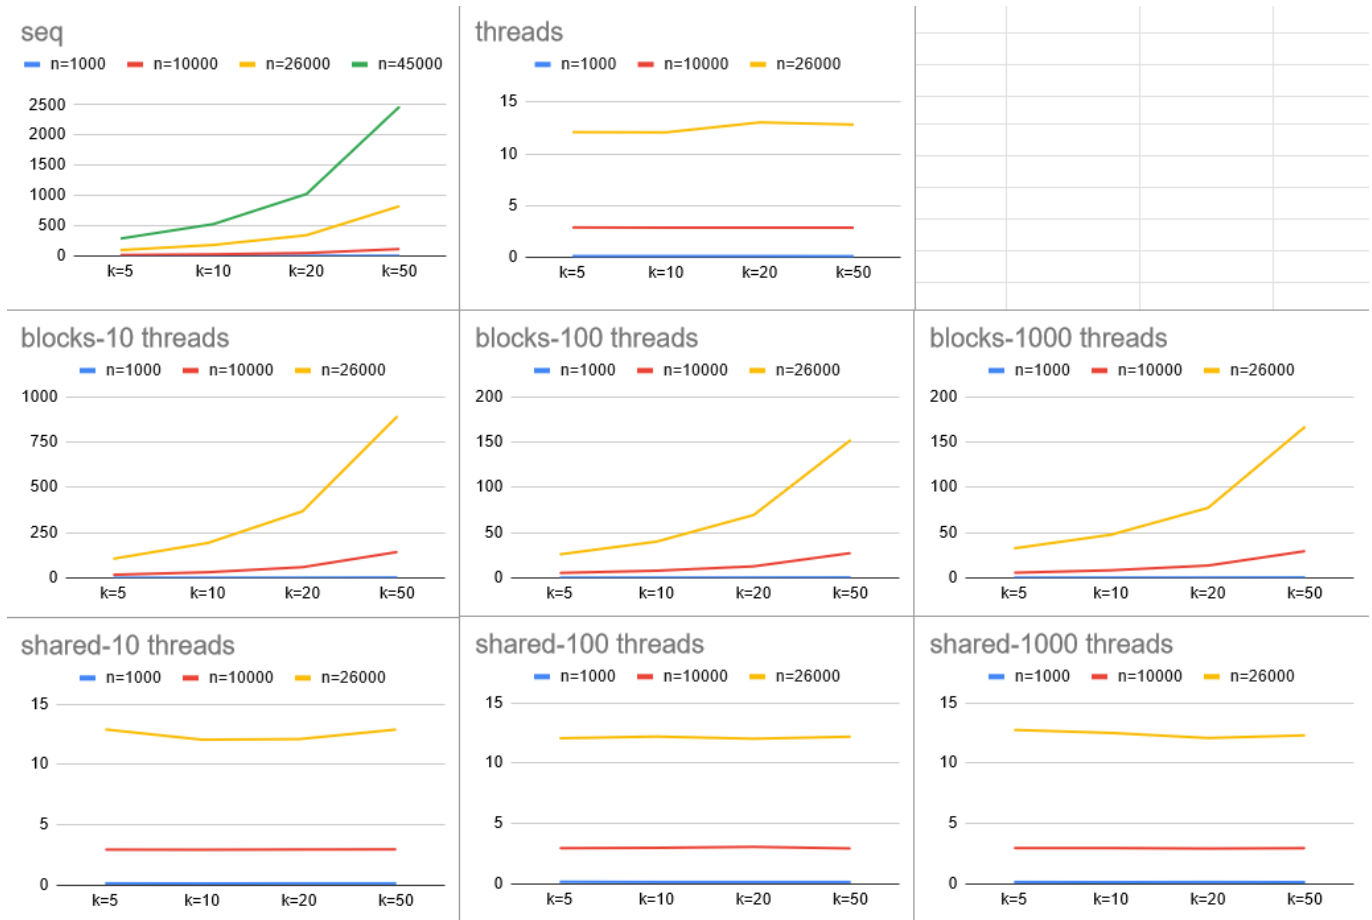 seq
n=1000 n=10000 n=26000 n=45000
2500
2000
1500
1000
500
0
k=5 k=10 k=20 k=50
threads
n=1000 n=10000 n=26000
15
10
5
0
k=5 k=10 k=20 k=50
blocks-10 threads
n=1000 n=10000 n=26000
1000
750
500
250
0
k=5 k=10 k=20 k=50
blocks-100 threads
n=1000 n=10000 n=26000
200
150
100
50
0
k=5 k=10 k=20 k=50
blocks-1000 threads
n=1000 n=10000 n=26000
200
150
100
50
0
k=5 k=10 k=20 k=50
shared-10 threads
n=1000 n=10000 n=26000
15
10
5
0
k=5 k=10 k=20 k=50
shared-100 threads
n=1000 n=10000 n=26000
15
10
5
0
k=5 k=10 k=20 k=50
shared-1000 threads
n=1000 n=10000 n=26000
15
10
5
0
k=5 k=10 k=20 k=50